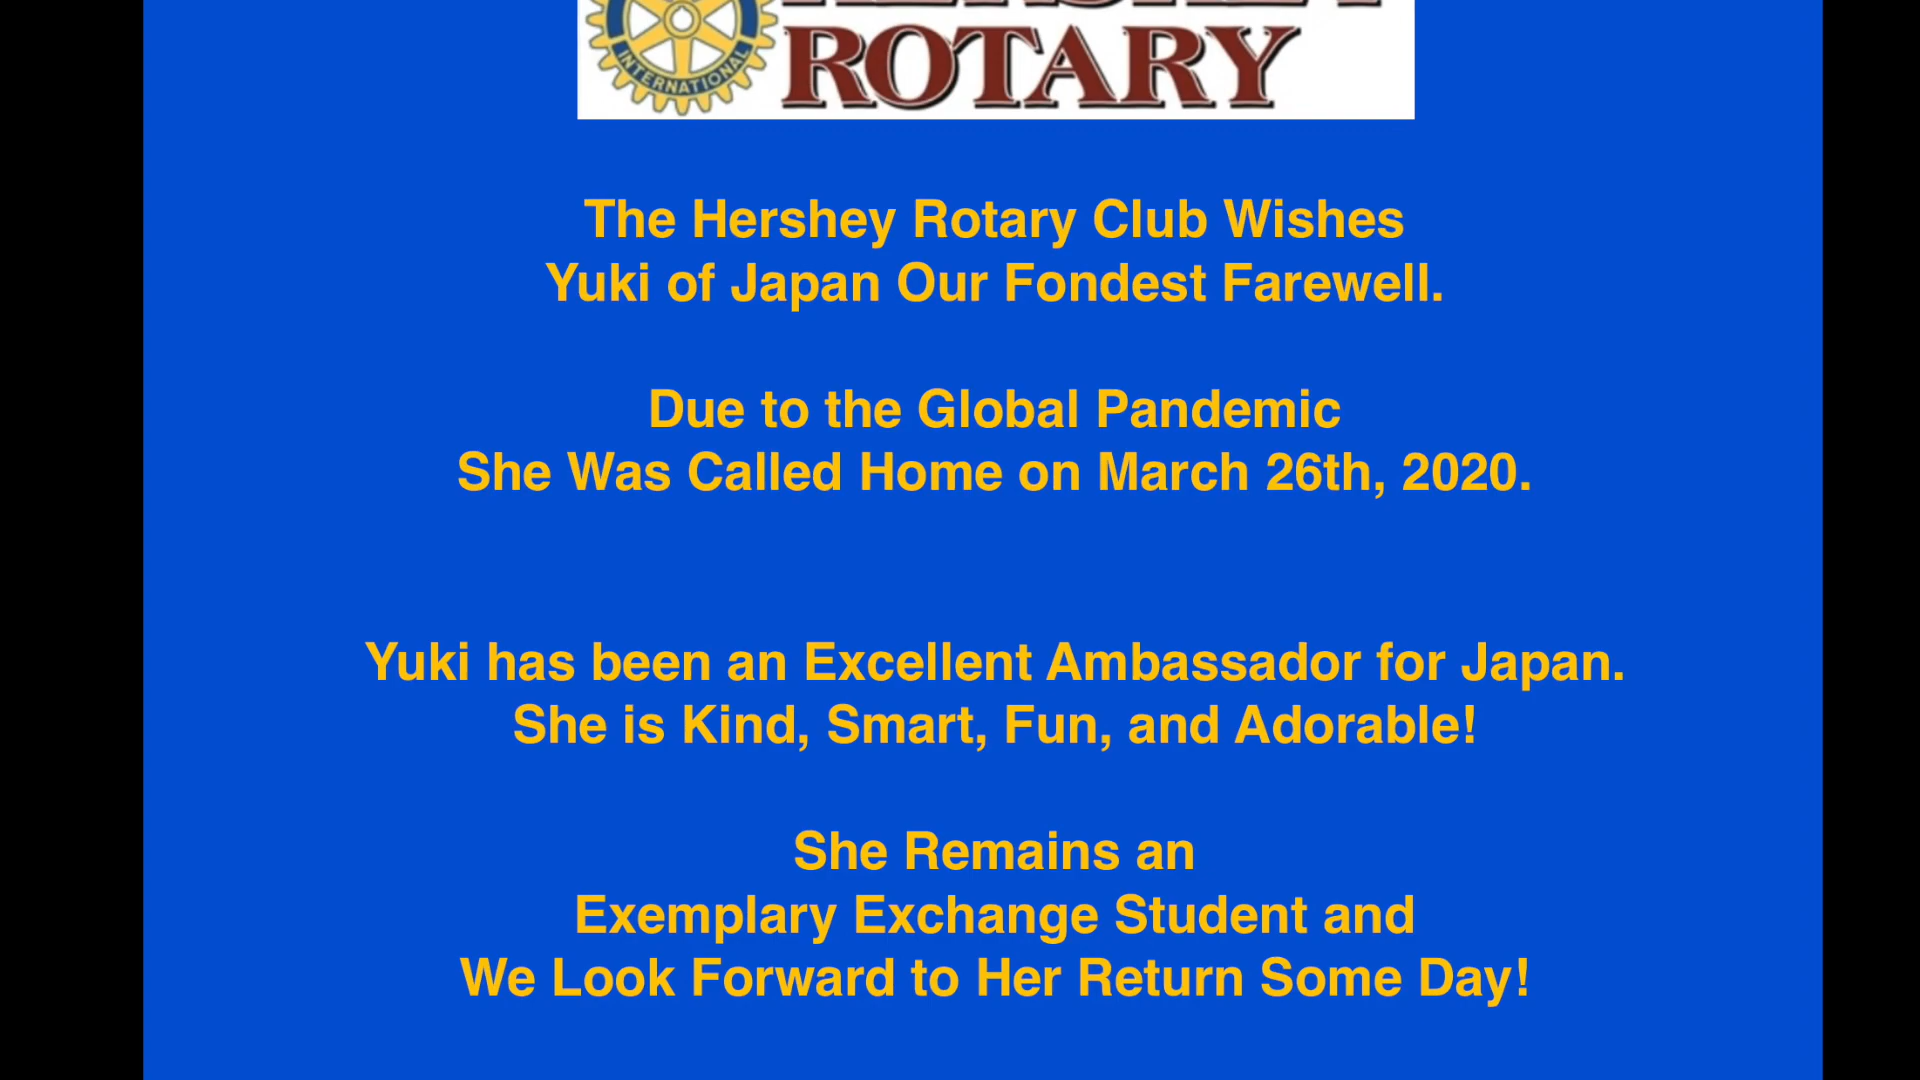 ROTARY
INTERNATIONAL
The Hershey Rotary Club Wishes
Yuki of Japan Our Fondest Farewell.
Due to the Global Pandemic
She Was Called Home on March 26th, 2020.
Yuki has been an Excellent Ambassador for Japan.
She is Kind, Smart, Fun, and Adorable!
She Remains an
Exemplary Exchange Student and
We Look Forward to Her Return Some Day!